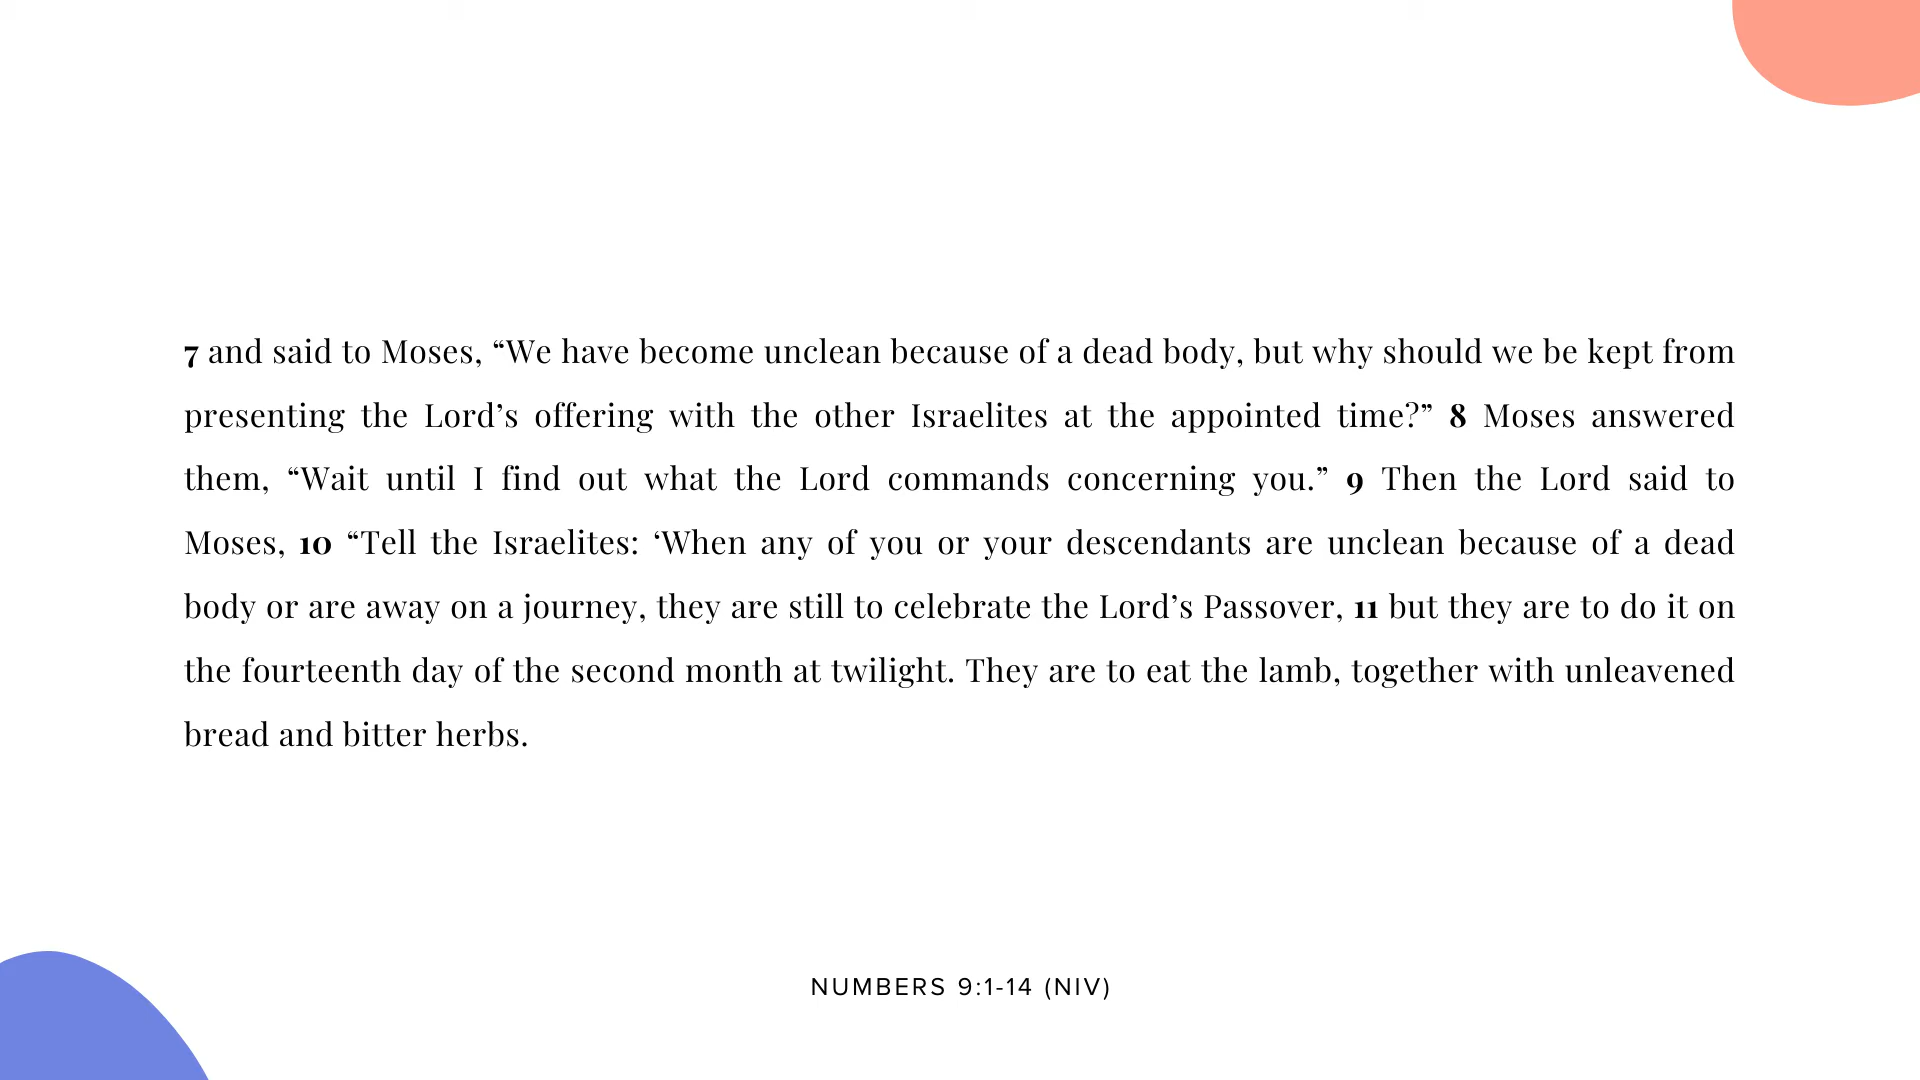 7 and said to Moses, “We have become unclean because of a dead body, but why should we be kept from
presenting the Lord’s offering with the other Israelites at the appointed time?” 8 Moses answered
them, “Wait until I find out what the Lord commands concerning you.” 9 Then the Lord said to
Moses, 10 “Tell the Israelites: ‘When any of you or your descendants are unclean because of a dead
body or are away on a journey, they are still to celebrate the Lord’s Passover, 11 but they are to do it on
the fourteenth day of the second month at twilight. They are to eat the lamb, together with unleavened
bread and bitter herbs.
NUMBERS 9:1-14 (NIV)